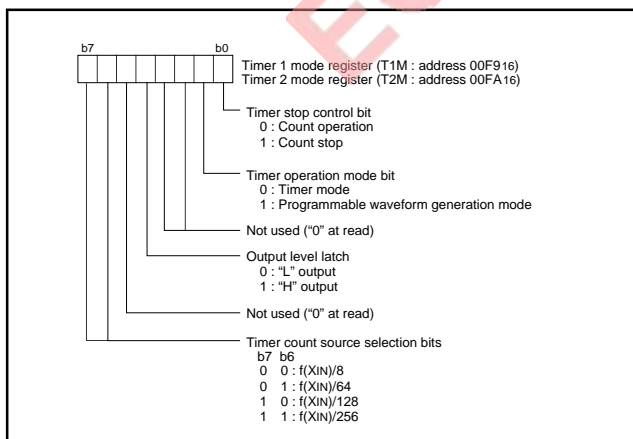 b7 b0
Timer 1 mode register (T1M : address 00F916)
Timer 2 mode register (T2M : address 00FA16)
Timer stop control bit
0 : Count operation
1 : Count stop
Timer operation mode bit
0 : Timer mode
1 : Programmable waveform generation mode
Not used (“0” at read)
Output level latch
0 : “L” output
1 : “H” output
Not used (“0” at read)
Timer count source selection bits
b7 b6
0 0 : f(XIN)/8
0 1 : f(XIN)/64
1 0 : f(XIN)/128
1 1 : f(XIN)/256